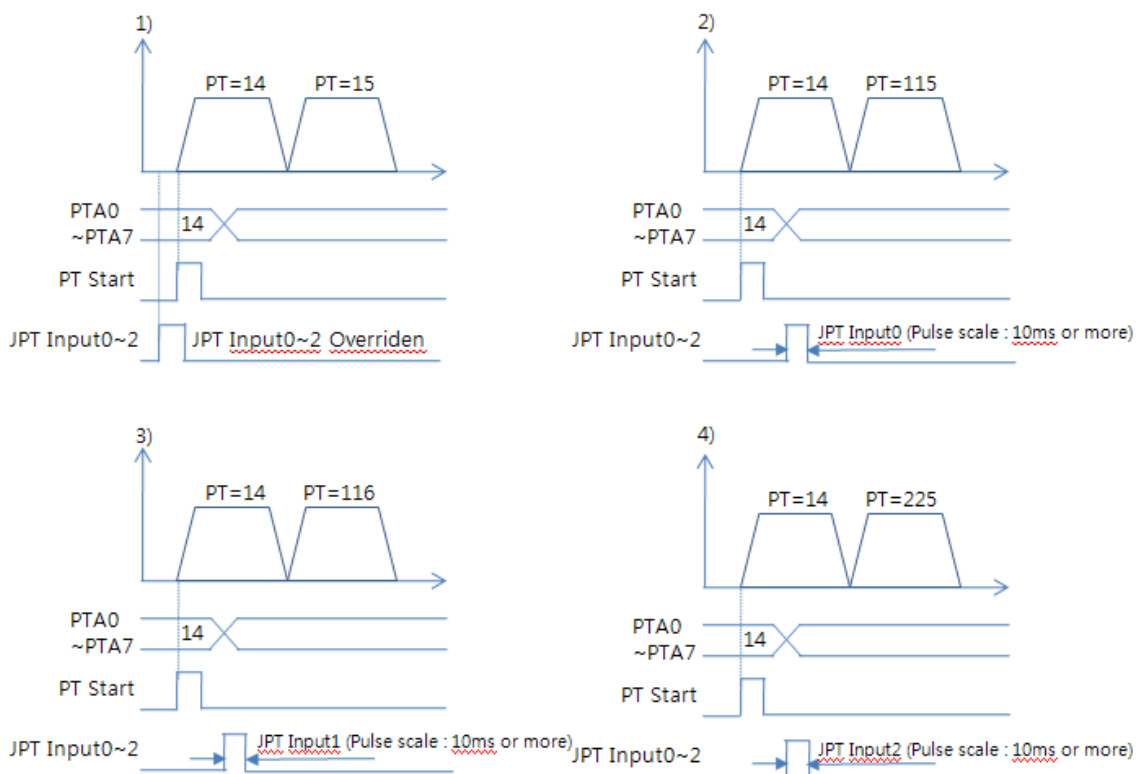 1)
PT=14 PT=15
PTA0
~PTA7
14
PT Start
JPT Input0~2
JPT Input0~2 Overriden
2)
PT=14 PT=115
PTA0
~PTA7
14
PT Start
JPT Input0~2
JPT Input0 (Pulse scale : 10ms or more)
3)
PT=14 PT=116
PTA0
~PTA7
14
PT Start
JPT Input0~2
JPT Input1 (Pulse scale : 10ms or more)
4)
PT=14 PT=225
PTA0
~PTA7
14
PT Start
JPT Input0~2
JPT Input2 (Pulse scale : 10ms or more)